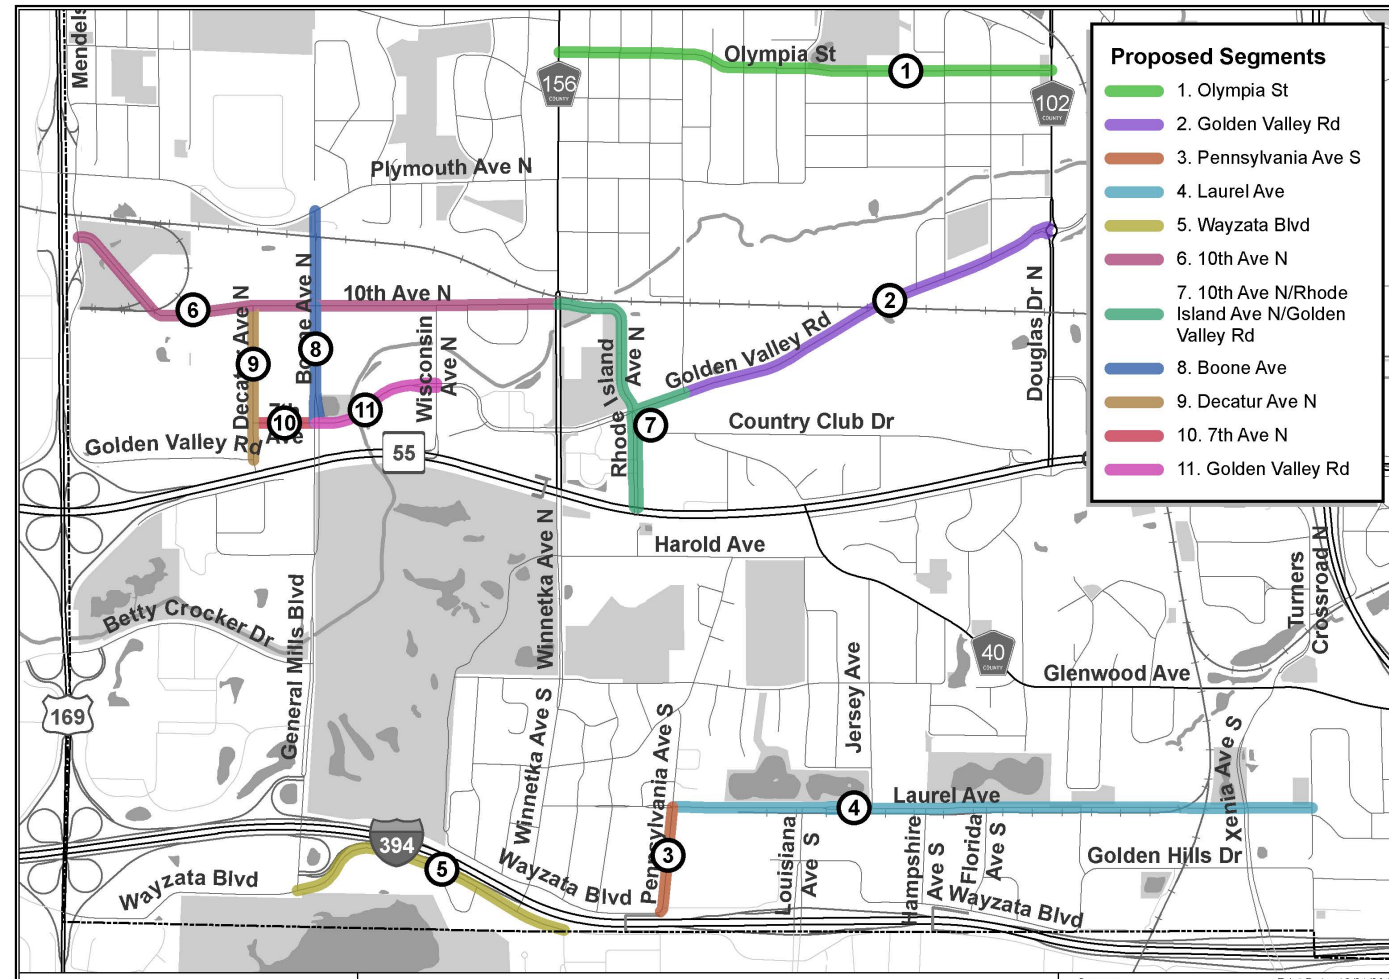 Mendels
Olympia St
1
156
COUNTY
102
COUNTY
Proposed Segments
1. Olympia St
2. Golden Valley Rd
3. Pennsylvania Ave S
4. Laurel Ave
5. Wayzata Blvd
6. 10th Ave N
7. 10th Ave N/Rhode
Island Ave N/Golden
Valley Rd
8. Boone Ave
9. Decatur Ave N
10. 7th Ave N
11. Golden Valley Rd
Plymouth Ave N
6
10th Ave N
Boone Ave N
Decatur Ave N
8
9
10
Ave
11
Wisconsin
Ave N
Rhode Island
Ave N
7
2
Golden Valley Rd
Douglas Dr N
Country Club Dr
Golden Valley Rd
55
Harold Ave
Winnetka Ave N
Betty Crocker Dr
General Mills Blvd
169
40
COUNTY
Glenwood Ave
Turners
Crossroad N
Jersey Ave
Winnetka Ave S
Pennsylvania Ave S
Xenia Ave S
Laurel Ave
4
3
394
5
Wayzata Blvd
Wayzata Blvd
Louisiana
Ave S
Hampshire
Ave S
Florida
Ave S
Golden Hills Dr
Wayzata Blvd